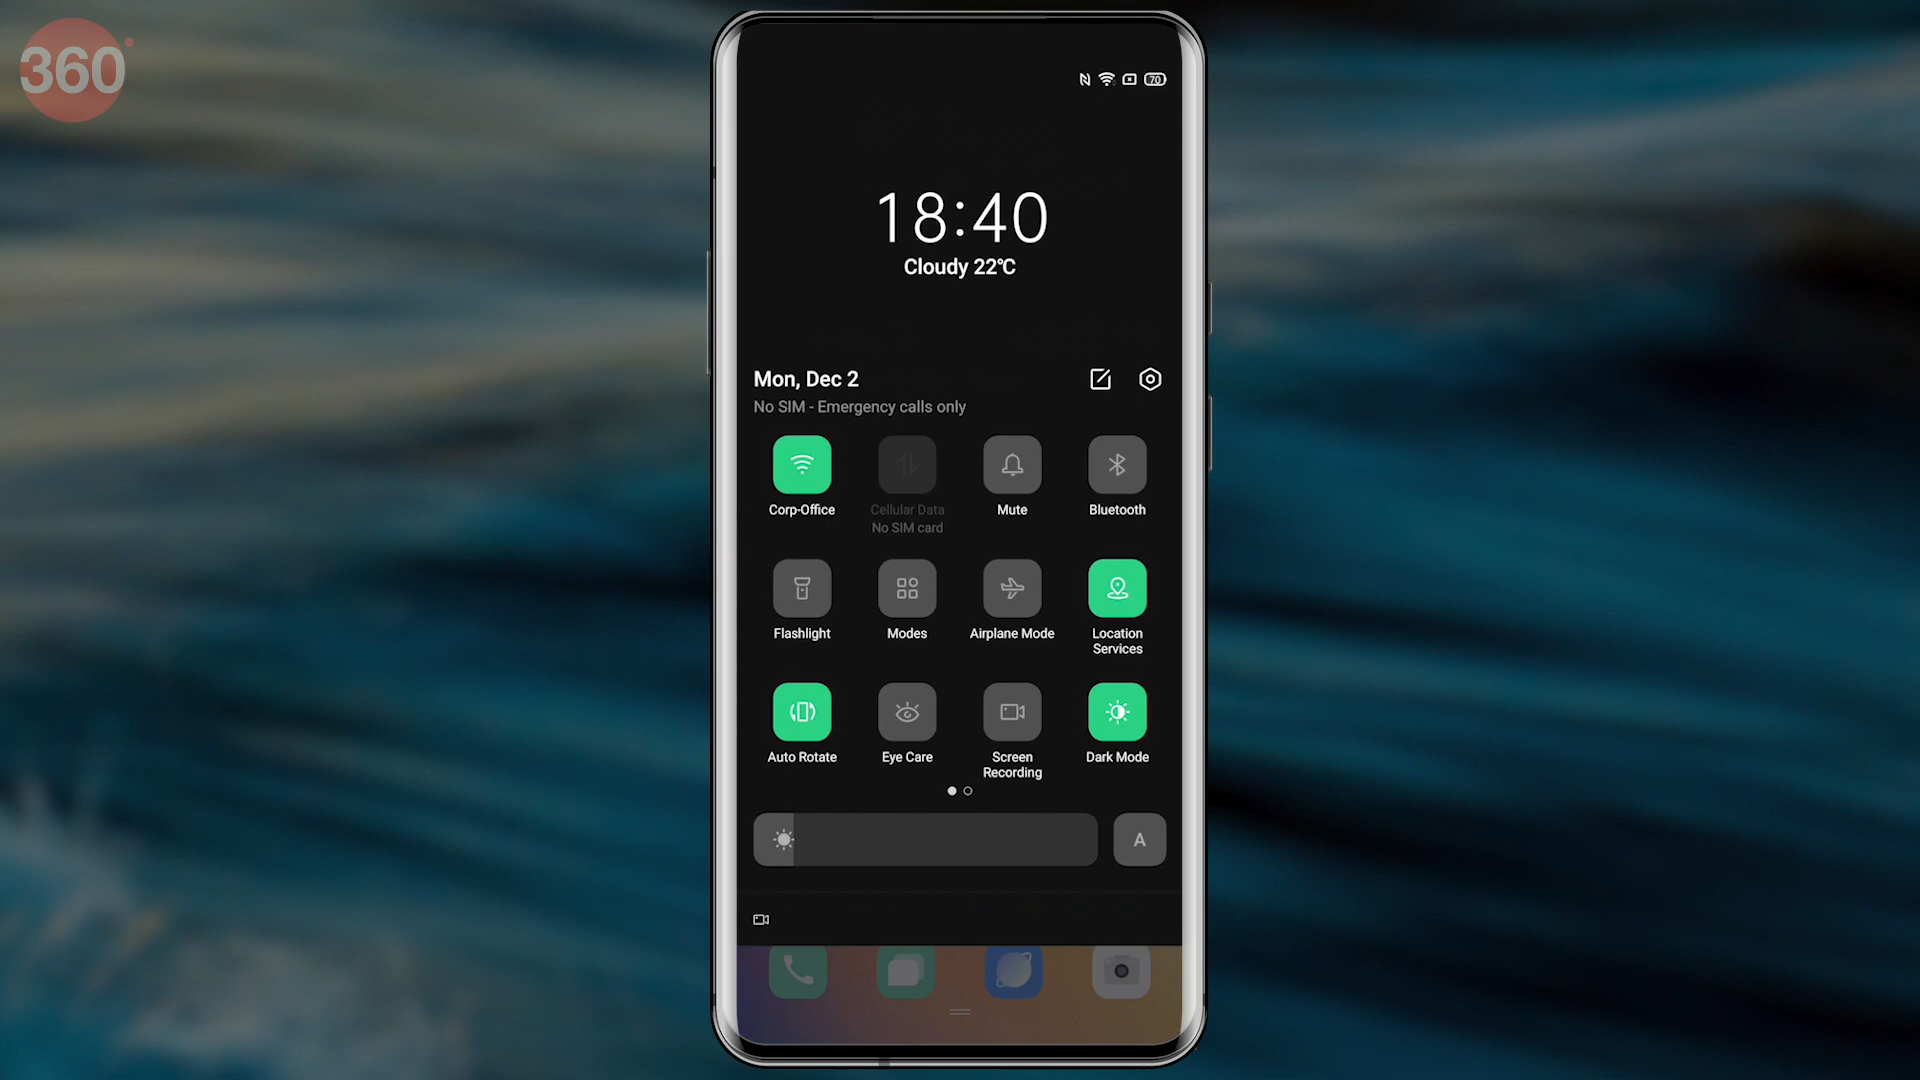 360
70
18:40
Cloudy 22℃
Mon, Dec 2
No SIM - Emergency calls only
Corp-Office
Cellular Data
No SIM card
Mute
Bluetooth
Flashlight
Modes
Airplane Mode
Location
Services
Auto Rotate
Eye Care
Screen
Recording
Dark Mode
A